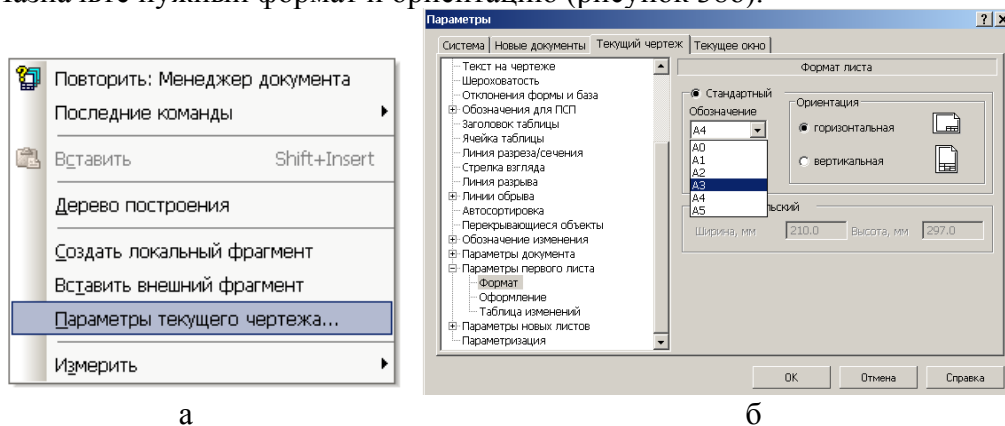 назначьте нужный формат и ориентацию (рисунок 38б).
Повторить: Менеджер документа
Последние команды
Вставить Shift+Insert
Дерево построения
Создать локальный фрагмент
Вставить внешний фрагмент
Параметры текущего чертежа...
Измерить
а
Параметры
Система Новые документы Текущий чертеж Текущее окно
Текст на чертеже
Шероховатость
Отклонения формы и база
Обозначения для ПСП
Заголовок таблицы
Ячейка таблицы
Линия разреза/сечения
Стрелка взгляда
Линия разрыва
Линии обрыва
Автосортировка
Перекрывающиеся объекты
Обозначение изменения
Параметры документа
Параметры первого листа
Формат
Оформление
Таблица изменений
Параметры новых листов
Параметризация
Формат листа
Стандартный
Обозначение
A4
A0
A1
A2
A3
A4
A5
Ориентация
горизонтальная
вертикальная
ьский
Ширина, мм 210.0 Высота, мм 297.0
OK Отмена Справка
б